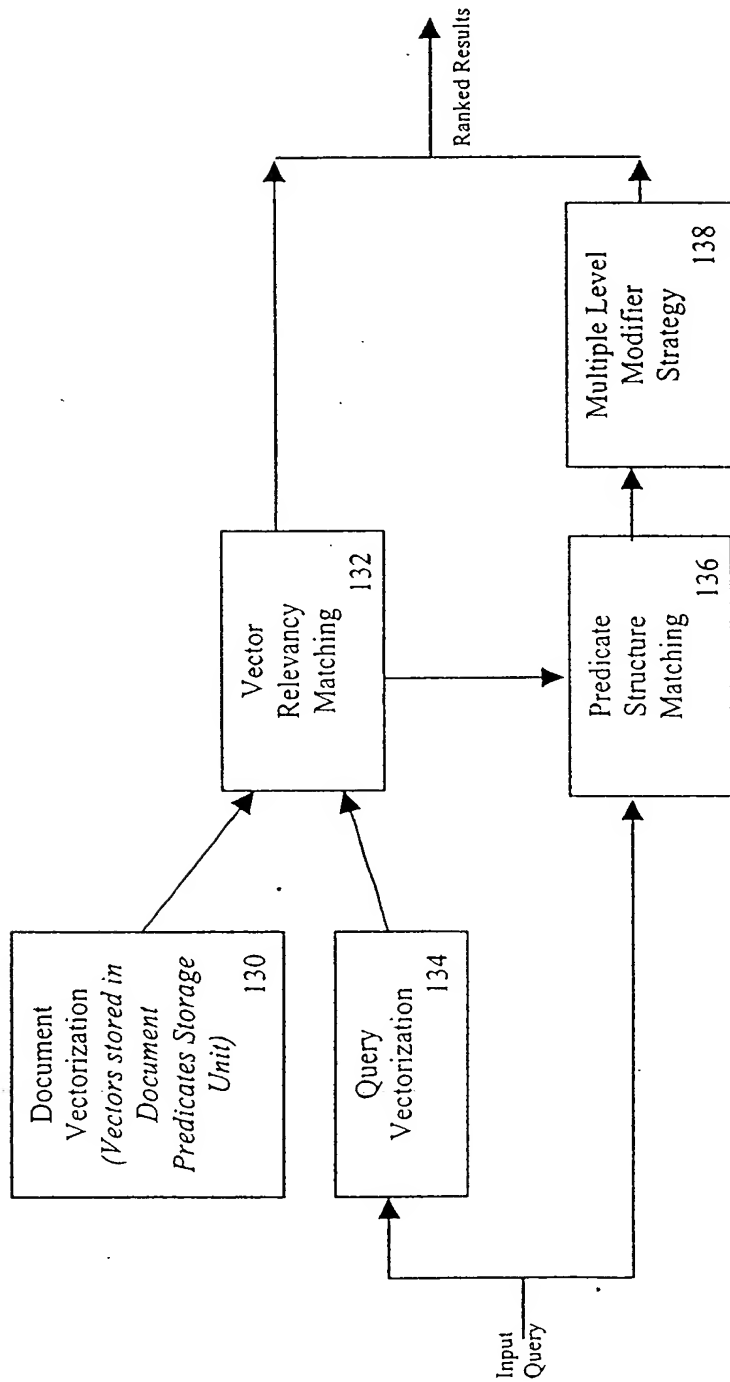 Document
Vectorization
(Vectors stored in
Document
Predicates Storage
Unit)
130
Query
Vectorization
134
Input
Query
Vector
Relevancy
Matching
132
Predicate
Structure
Matching
136
Multiple Level
Modifier
Strategy
138
Ranked Results